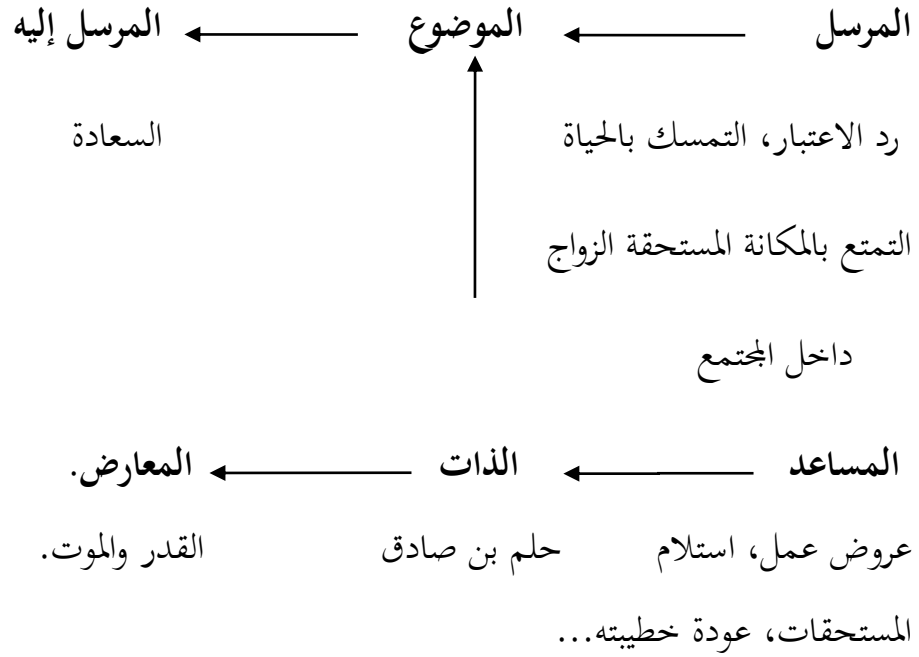 المرسل الموضوع المرسل إليه
رد الاعتبار، التمسك بالحياة السعادة
التمتع بالمكانة المستحقة الزواج
داخل المجتمع
المساعد الذات المعارض.
عروض عمل، استلام حلم بن صادق القدر والموت.
المستحقات، عودة خطيبته...